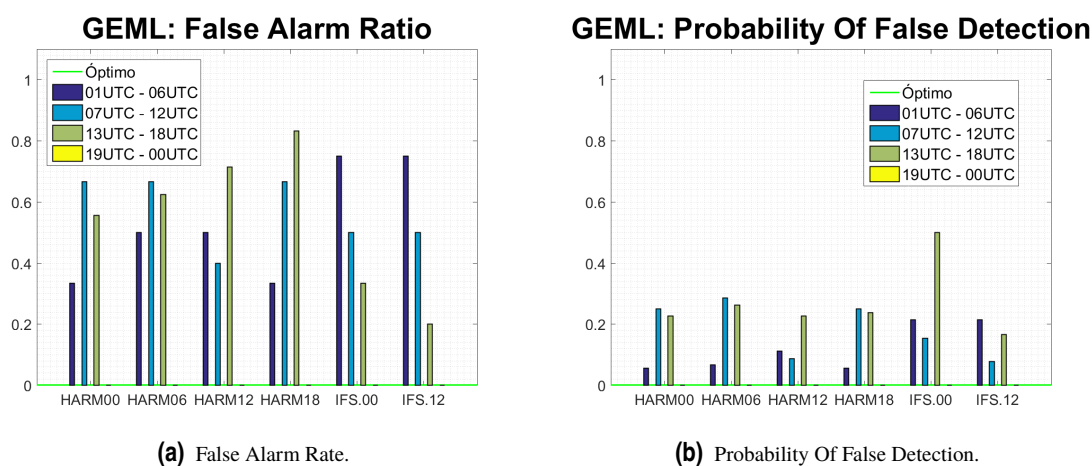 GEML: False Alarm Ratio
1
0.8
0.6
0.4
0.2
0
Óptimo
01UTC - 06UTC
07UTC - 12UTC
13UTC - 18UTC
19UTC - 00UTC
HARM00 HARM06 HARM12 HARM18 IFS.00 IFS.12
(a) False Alarm Rate.
GEML: Probability Of False Detection
1
0.8
0.6
0.4
0.2
0
Óptimo
01UTC - 06UTC
07UTC - 12UTC
13UTC - 18UTC
19UTC - 00UTC
HARM00 HARM06 HARM12 HARM18 IFS.00 IFS.12
(b) Probability Of False Detection.